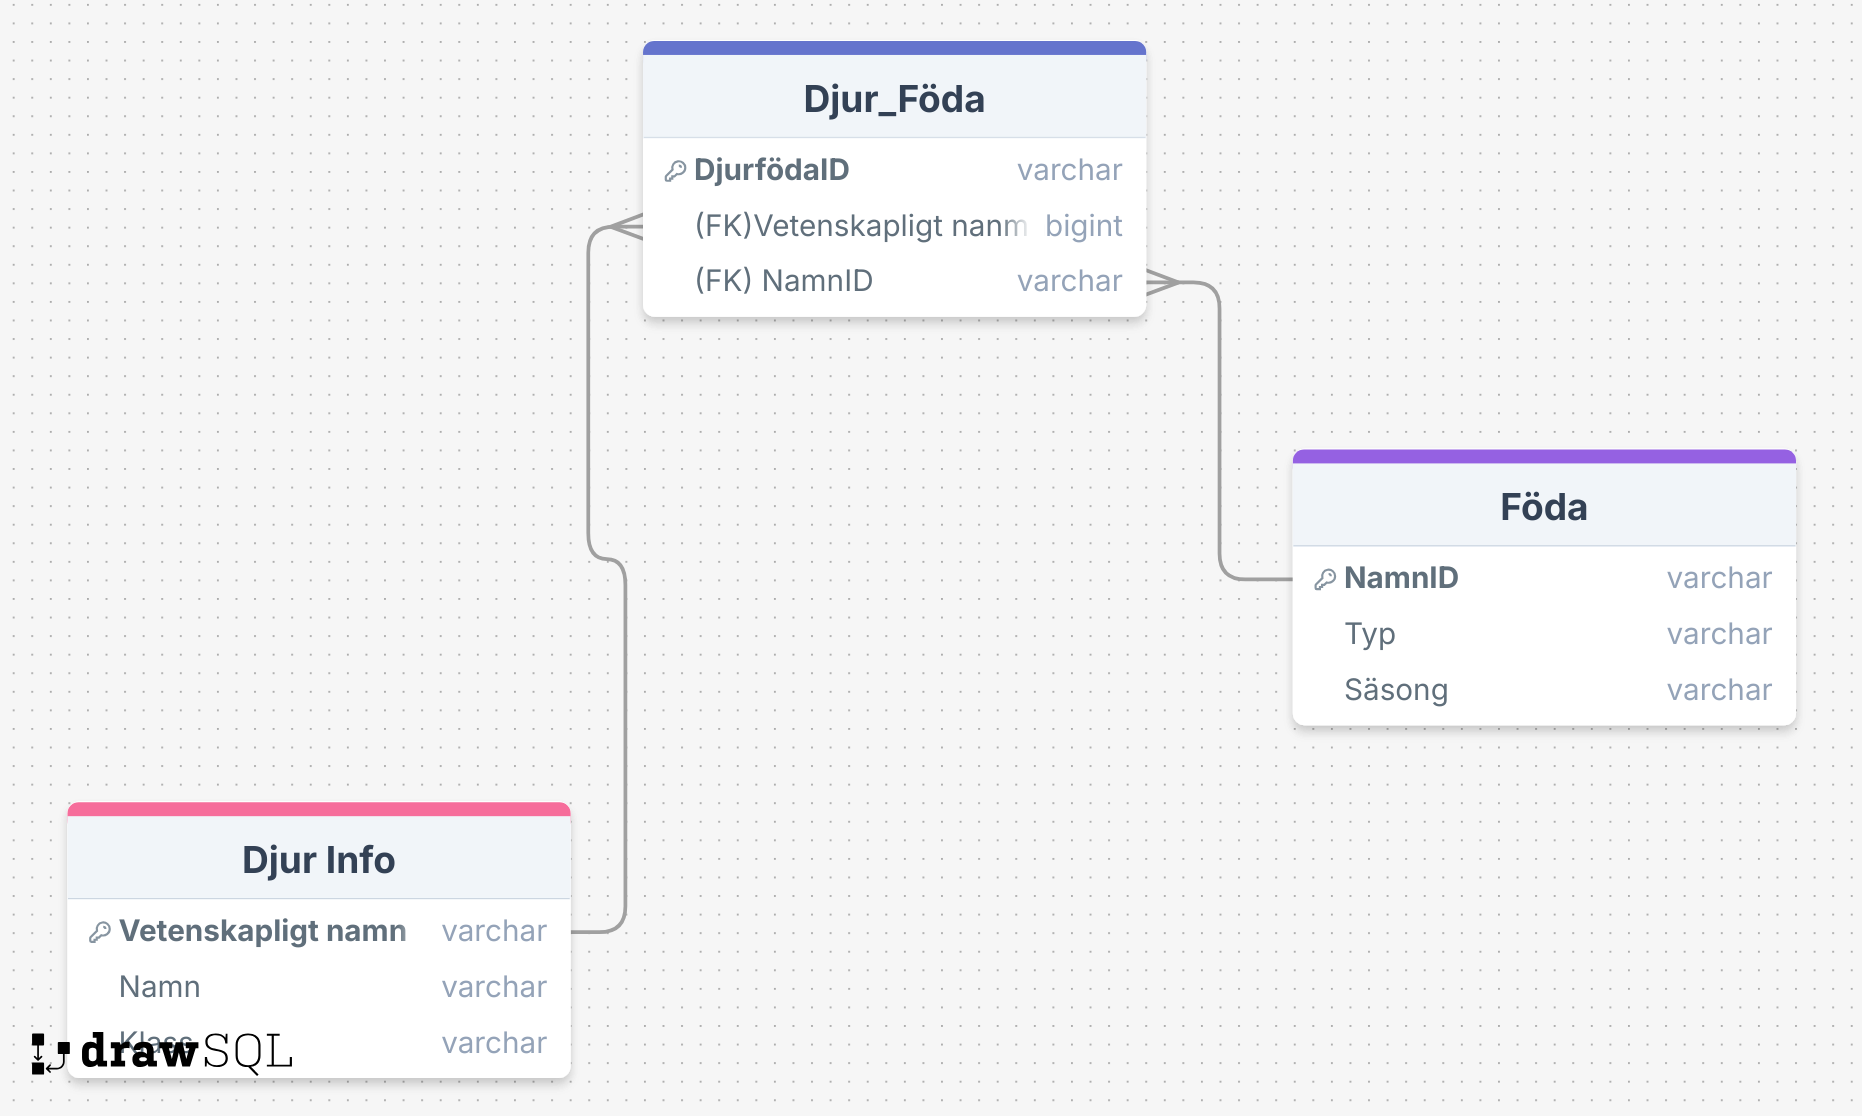 Djur_Föda
DjurfödaID varchar
(FK)Vetenskapligt nanm bigint
(FK) NamnID varchar
Föda
NamnID varchar
Typ varchar
Säsong varchar
Djur Info
Vetenskapligt namn varchar
Namn varchar
Klass varchar
drawSQL